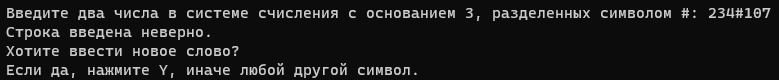 Введите два числа в системе счисления с основанием 3, разделенных символом #: 234#107
Строка введена неверно.
Хотите ввести новое слово?
Если да, нажмите Y, иначе любой другой символ.